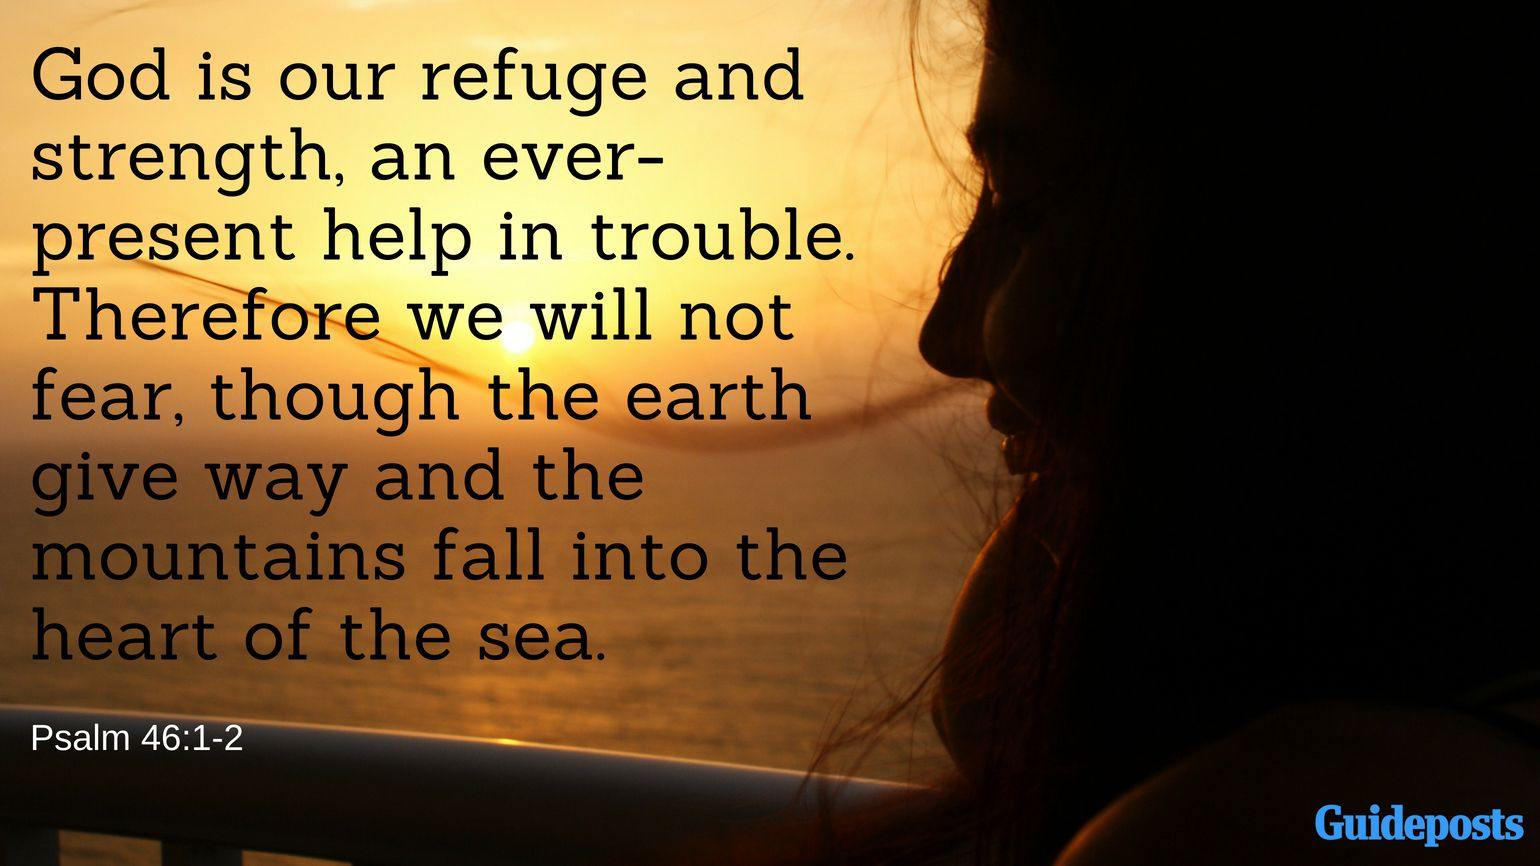 God is our refuge and
strength, an ever-
present help in trouble.
Therefore we will not
fear, though the earth
give way and the
mountains fall into the
heart of the sea.
Psalm 46:1-2
Guideposts